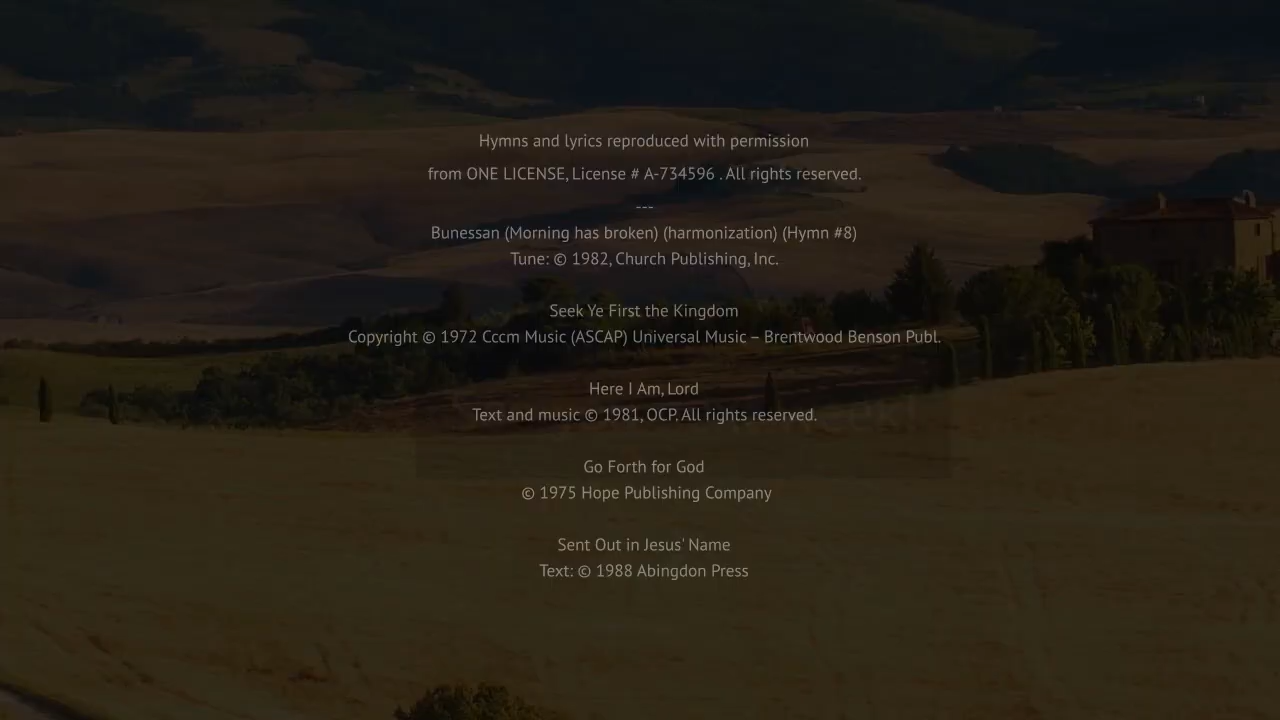 Hymns and lyrics reproduced with permission
from ONE LICENSE, License # A-734596 . All rights reserved.
---
Bunessan (Morning has broken) (harmonization) (Hymn #8)
Tune: © 1982, Church Publishing, Inc.
Seek Ye First the Kingdom
Copyright © 1972 Cccm Music (ASCAP) Universal Music – Brentwood Benson Publ.
Here I Am, Lord
Text and music © 1981, OCP. All rights reserved.
Go Forth for God
© 1975 Hope Publishing Company
Sent Out in Jesus' Name
Text: © 1988 Abingdon Press